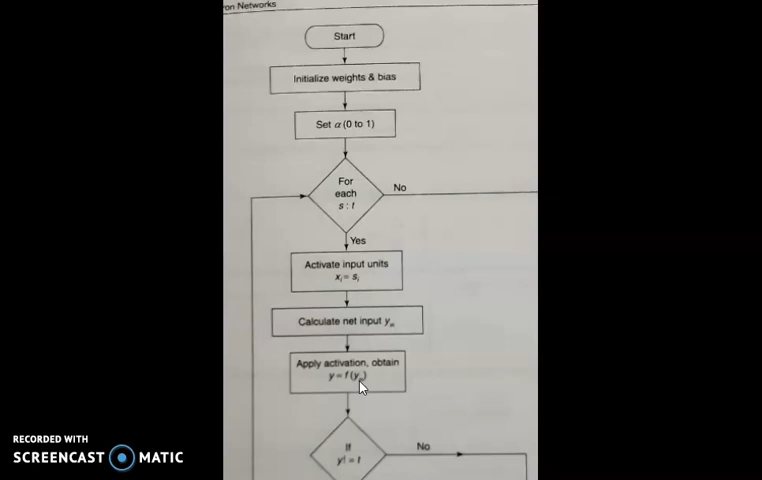 ron Networks
Start
Initialize weights & bias
Set α (0 to 1)
For
each
s : t
No
Yes
Activate input units
xᵢ = sᵢ
Calculate net input yᵢₙ
Apply activation, obtain
y = f (yᵢₙ)
If
y! = t
No
RECORDED WITH
SCREENCAST MATIC